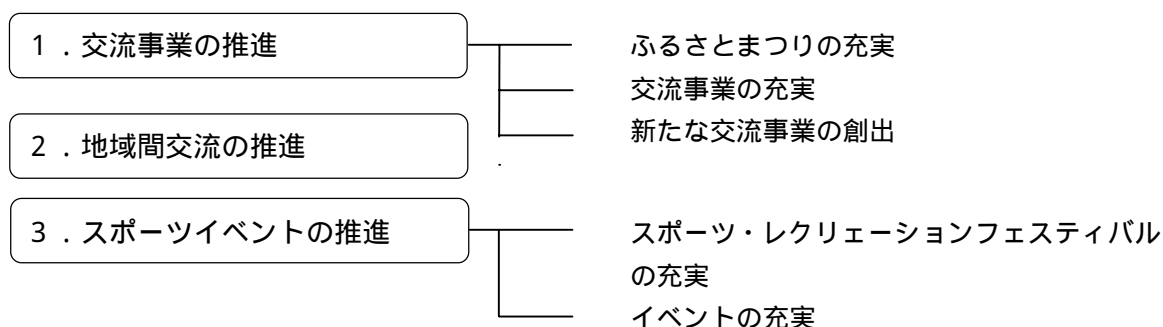 1．交流事業の推進
ふるさとまつりの充実
交流事業の充実
新たな交流事業の創出
2．地域間交流の推進
3．スポーツイベントの推進
スポーツ・レクリェーションフェスティバル
の充実
イベントの充実